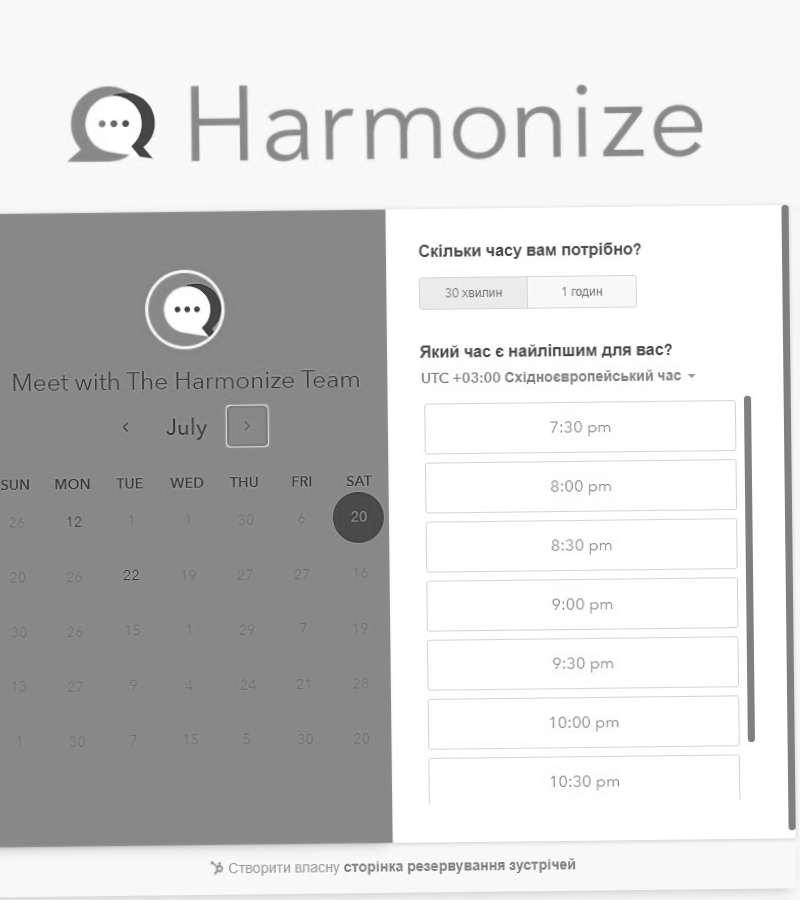 Harmonize
Meet with The Harmonize Team
July
SUN MON TUE WED THU FRI SAT
26 12 1 1 30 6 20
20 26 22 19 27 27 16
30 26 15 1 29 7 19
13 27 9 4 24 21 28
1 30 7 15 5 30 20
Скільки часу вам потрібно?
30 хвилин 1 годин
Який час є найліпшим для вас?
UTC +03:00 Східноєвропейський час
7:30 pm
8:00 pm
8:30 pm
9:00 pm
9:30 pm
10:00 pm
10:30 pm
Створити власну сторінка резервування зустрічей